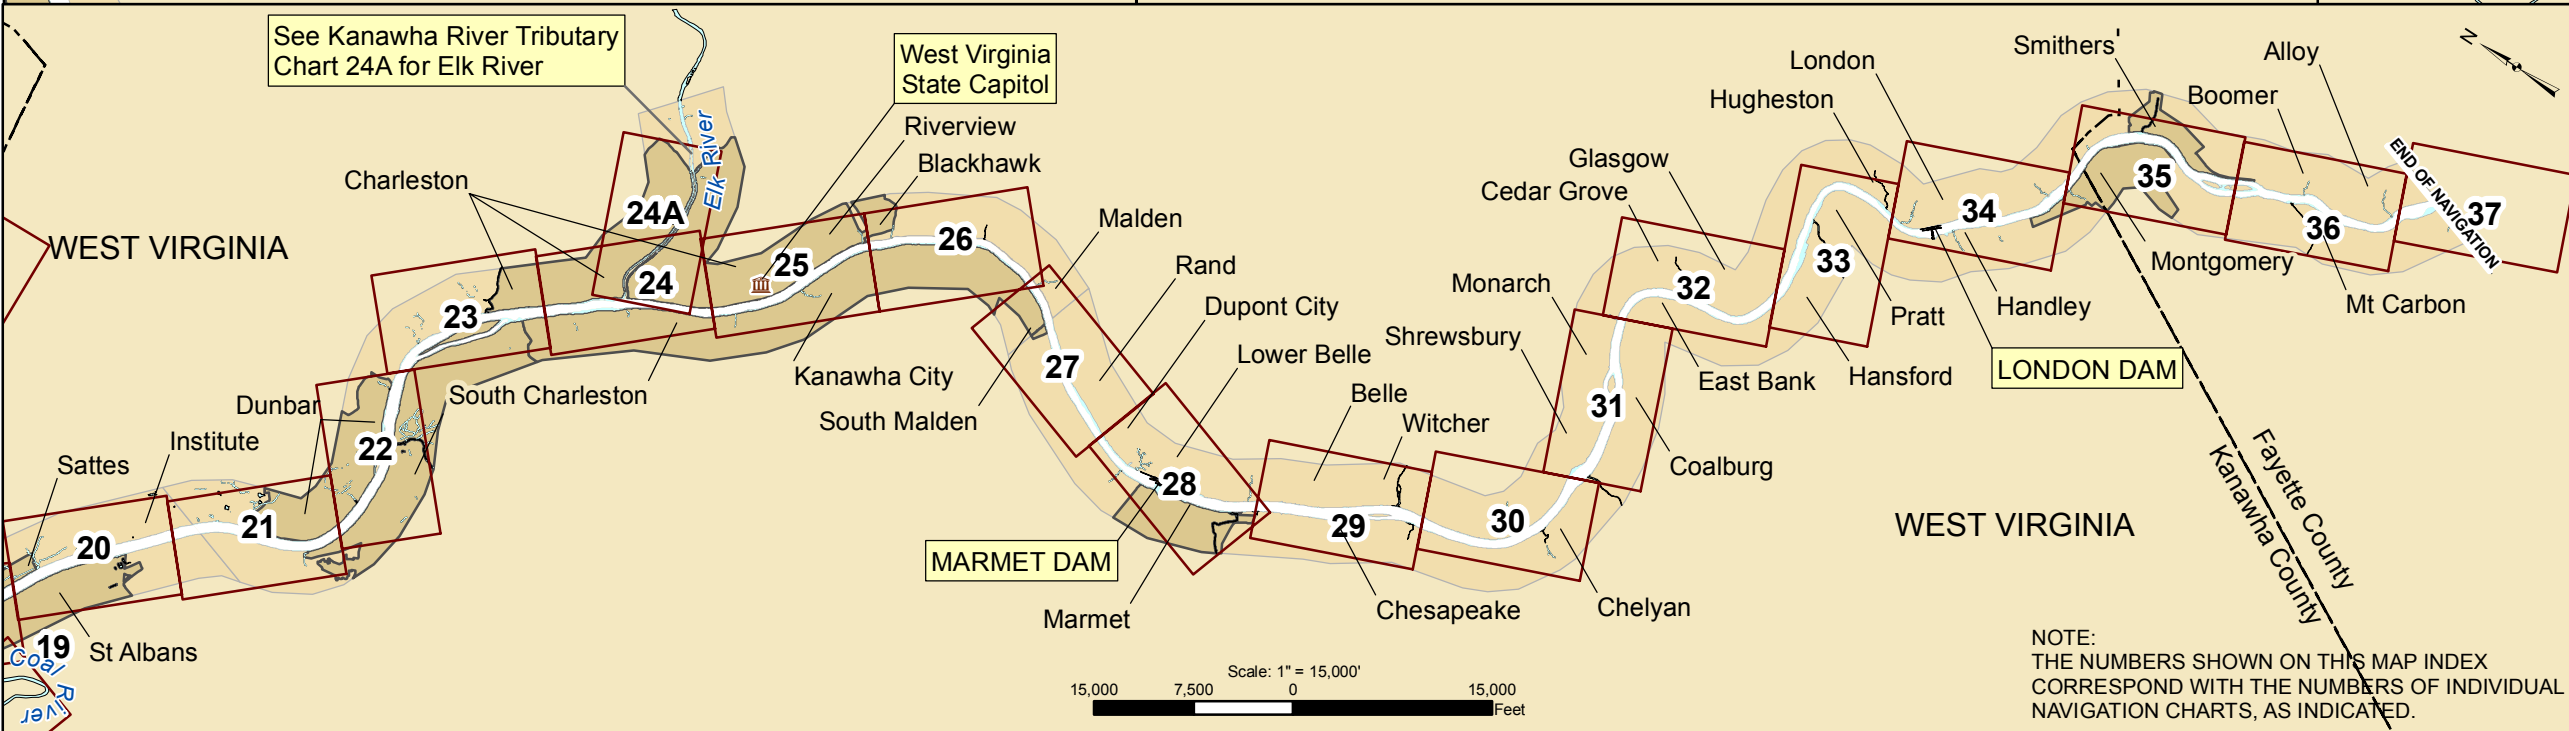 See Kanawha River Tributary
Chart 24A for Elk River
West Virginia
State Capitol
Riverview
Blackhawk
Elk River
Charleston
24A
24
25
26
23
WEST VIRGINIA
Malden
Rand
Dupont City
Lower Belle
Belle
Witcher
27
28
29
30
31
32
33
34
35
36
37
Kanawha City
South Malden
South Charleston
Dunbar
22
Institute
Sattes
20
21
19
St Albans
Coal River
MARMET DAM
Marmet
Chesapeake
Chelyan
Coalburg
Shrewsbury
Monarch
Cedar Grove
Glasgow
Hugheston
London
Smithers
Boomer
Alloy
N
END OF NAVIGATION
East Bank
Hansford
Pratt
Handley
Montgomery
Mt Carbon
LONDON DAM
WEST VIRGINIA
Fayette County
Kanawha County
Scale: 1" = 15,000'
15,000 7,500 0 15,000
Feet
NOTE:
THE NUMBERS SHOWN ON THIS MAP INDEX
CORRESPOND WITH THE NUMBERS OF INDIVIDUAL
NAVIGATION CHARTS, AS INDICATED.